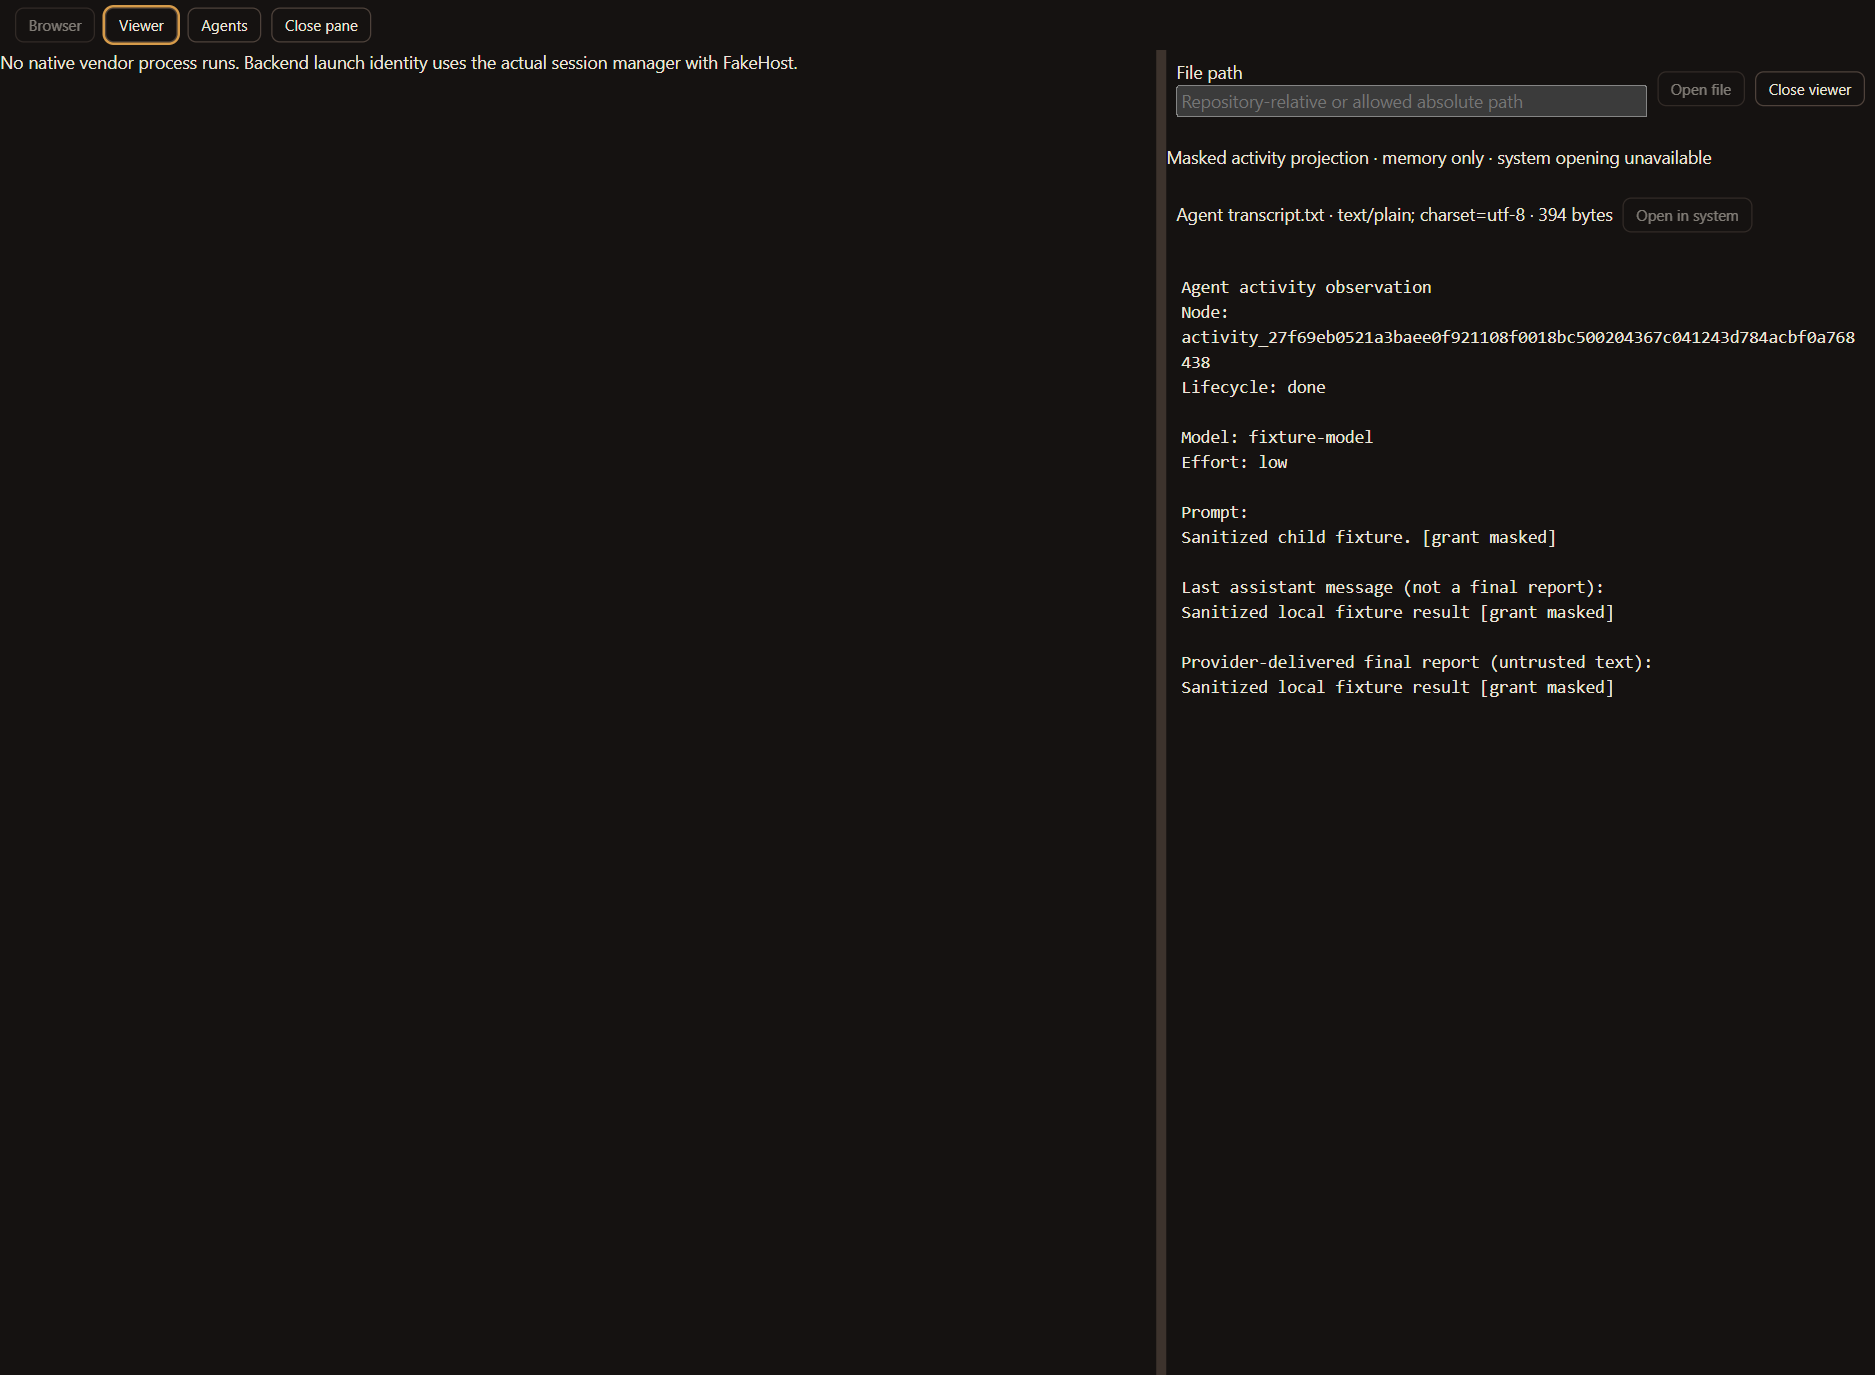 Browser Viewer Agents Close pane
No native vendor process runs. Backend launch identity uses the actual session manager with FakeHost.
File path
Repository-relative or allowed absolute path Open file Close viewer
Masked activity projection · memory only · system opening unavailable
Agent transcript.txt · text/plain; charset=utf-8 · 394 bytes Open in system
Agent activity observation
Node:
activity_27f69eb0521a3baee0f921108f0018bc500204367c041243d784acbf0a768
438
Lifecycle: done
Model: fixture-model
Effort: low
Prompt:
Sanitized child fixture. [grant masked]
Last assistant message (not a final report):
Sanitized local fixture result [grant masked]
Provider-delivered final report (untrusted text):
Sanitized local fixture result [grant masked]